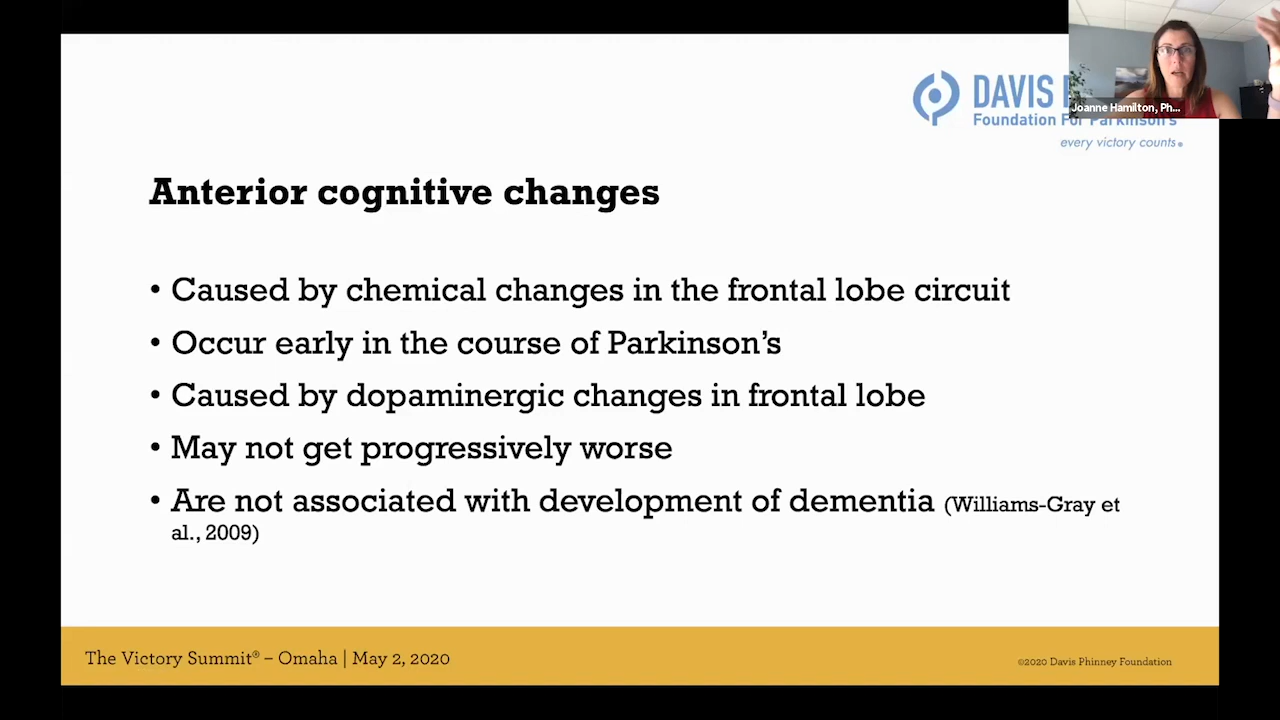 DAVIS
Foundation For Parkinson's
every victory counts.
Joanne Hamilton, Ph...
Anterior cognitive changes
• Caused by chemical changes in the frontal lobe circuit
• Occur early in the course of Parkinson's
• Caused by dopaminergic changes in frontal lobe
• May not get progressively worse
• Are not associated with development of dementia (Williams-Gray et
al., 2009)
The Victory Summit® – Omaha | May 2, 2020
©2020 Davis Phinney Foundation